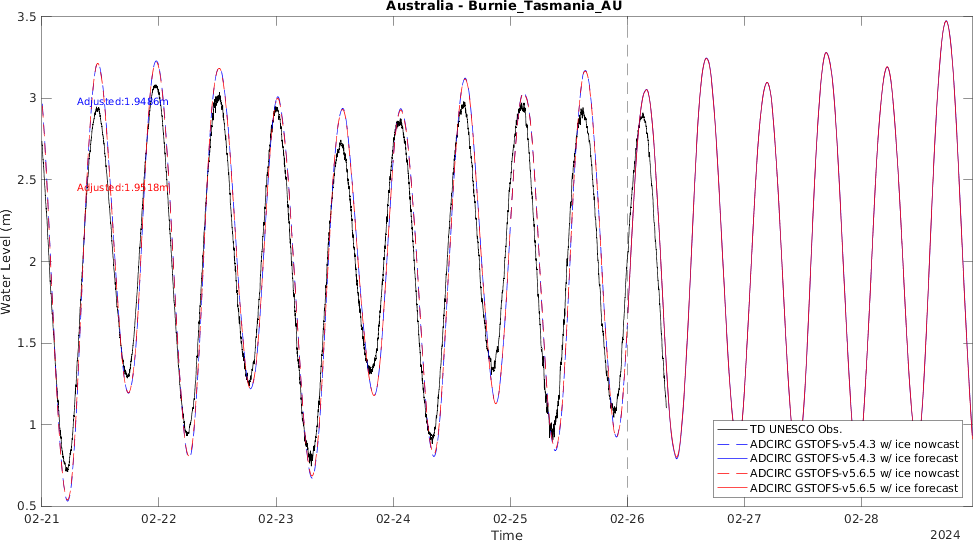 Australia - Burnie_Tasmania_AU
3.5
3
2.5
2
1.5
1
0.5
Water Level (m)
Adjusted:1.9486m
Adjusted:1.9518m
TD UNESCO Obs.
ADCIRC GSTOFS-v5.4.3 w/ ice nowcast
ADCIRC GSTOFS-v5.4.3 w/ ice forecast
ADCIRC GSTOFS-v5.6.5 w/ ice nowcast
ADCIRC GSTOFS-v5.6.5 w/ ice forecast
02-21 02-22 02-23 02-24 02-25 02-26 02-27 02-28
Time
2024